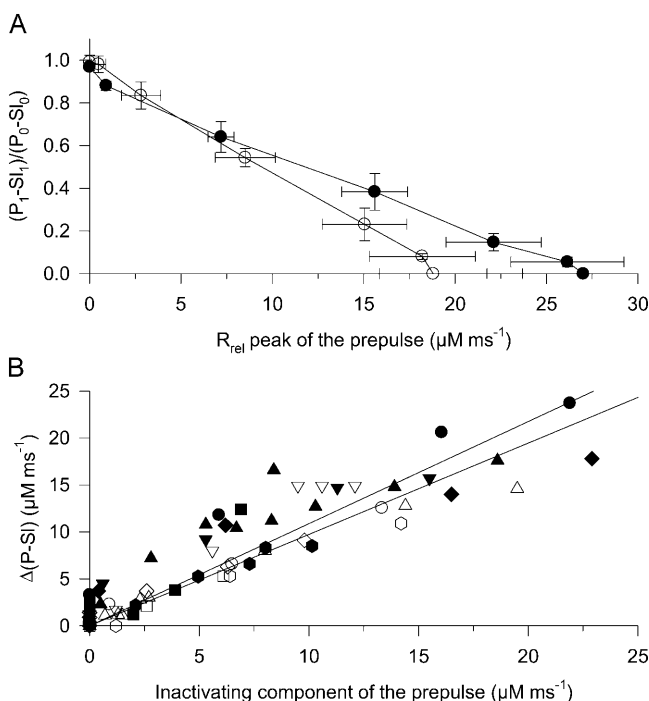 A
(P₁-SI₁)/(P₀-SI₀)
1.0
0.8
0.6
0.4
0.2
0.0
0 5 10 15 20 25 30
R_rel peak of the prepulse (µM ms⁻¹)
B
Δ(P-SI) (µM ms⁻¹)
25
20
15
10
5
0
0 5 10 15 20 25
Inactivating component of the prepulse (µM ms⁻¹)